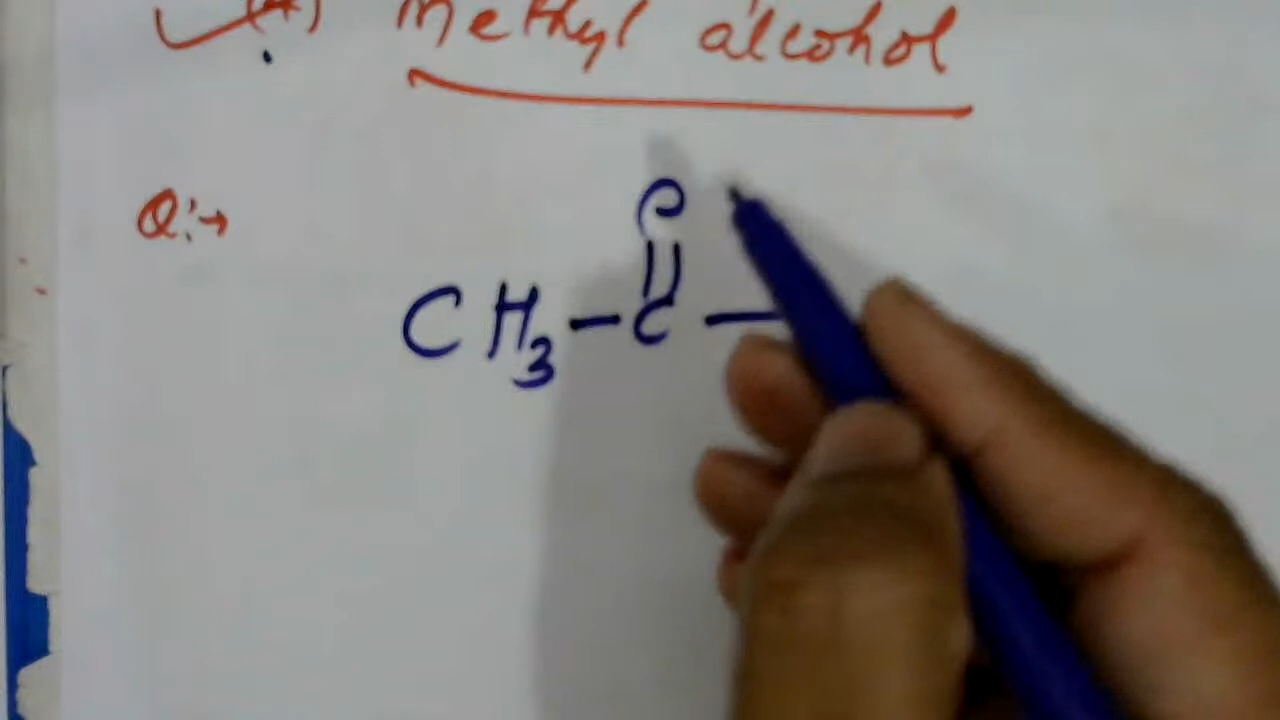 Methyl alcohol
Q:→
O
||
CH₃-C—